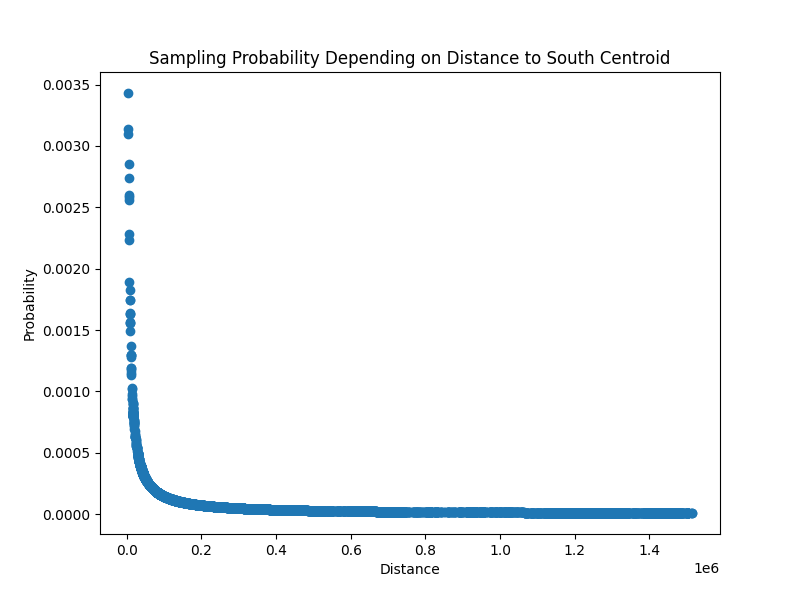 Sampling Probability Depending on Distance to South Centroid
0.0035
0.0030
0.0025
0.0020
0.0015
0.0010
0.0005
0.0000
Probability
0.0 0.2 0.4 0.6 0.8 1.0 1.2 1.4
1e6
Distance